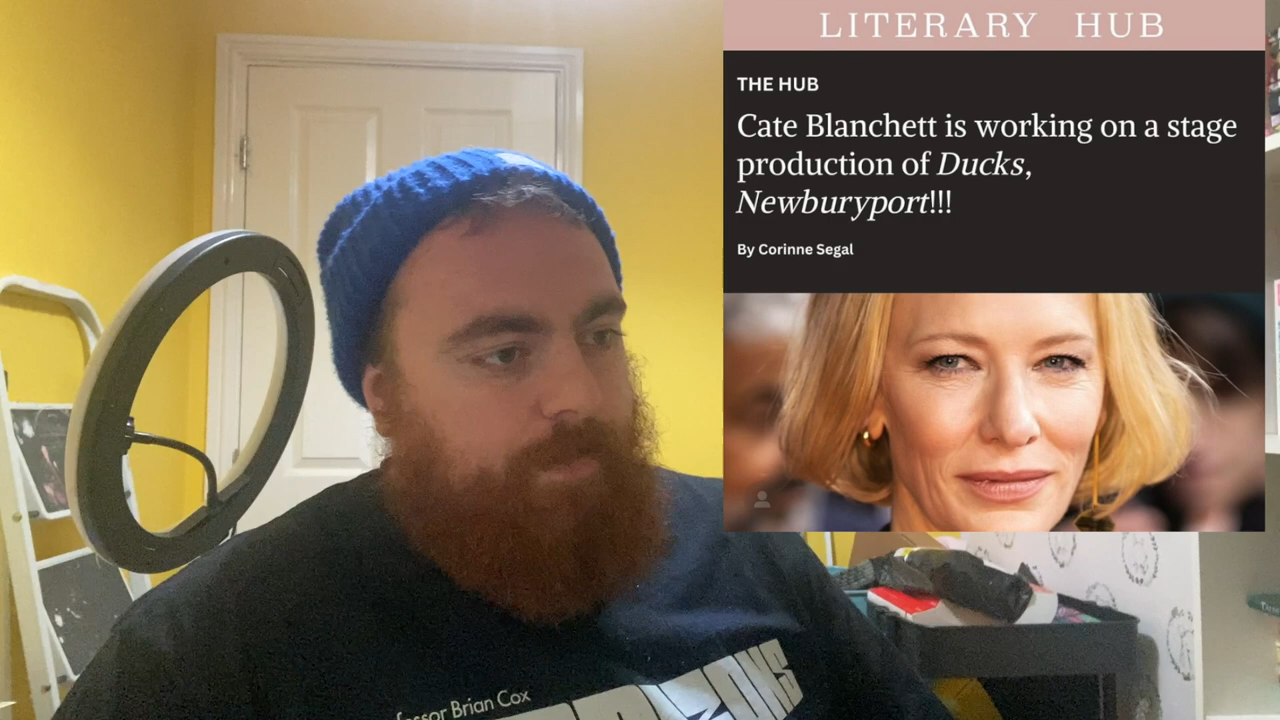 LITERARY HUB
THE HUB
Cate Blanchett is working on a stage
production of Ducks,
Newburyport!!!
By Corinne Segal
fessor Brian Cox